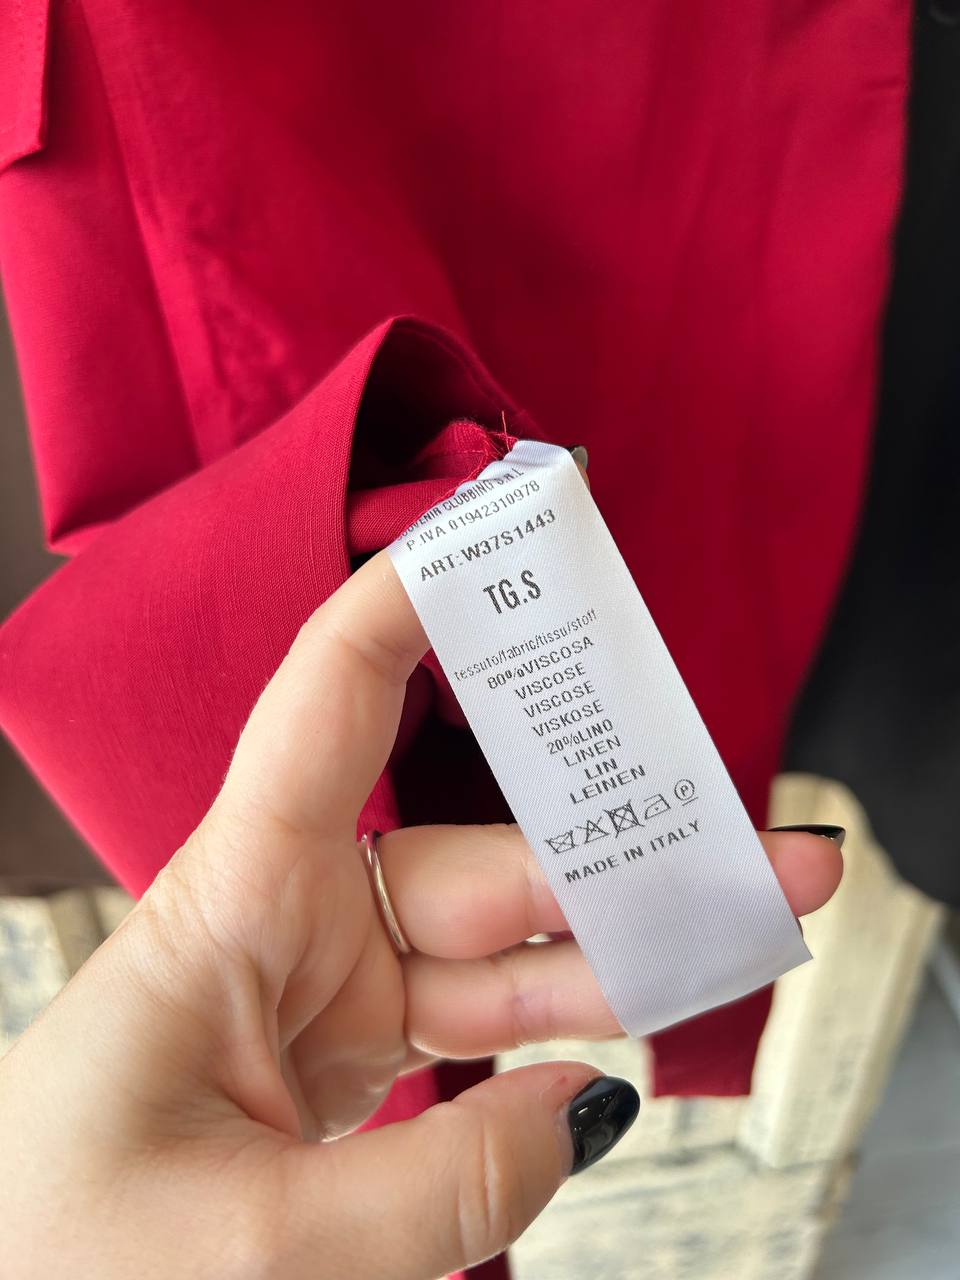 SOUVENIR CLUBBING S.R.L
P.IVA 01942310978
ART:W37S1443
TG.S
tessuto/fabric/tissu/stoff
80%VISCOSA
VISCOSE
VISCOSE
VISKOSE
20%LINO
LINEN
LIN
LEINEN
P
MADE IN ITALY